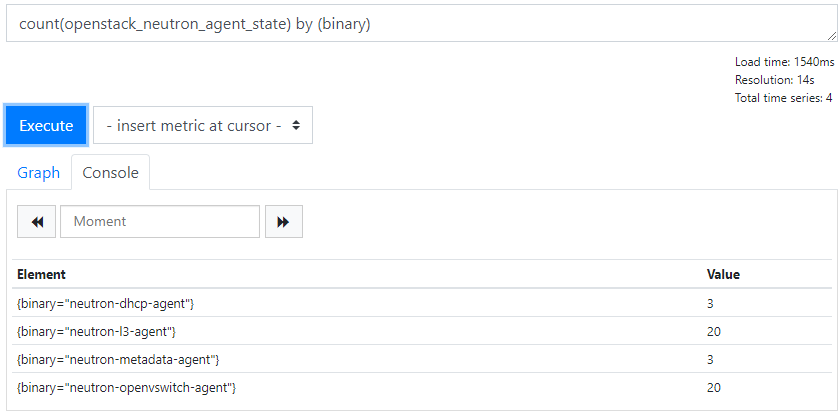 count(openstack_neutron_agent_state) by (binary)
Load time: 1540ms
Resolution: 14s
Total time series: 4
Execute
- insert metric at cursor -
Graph
Console
Moment
Element Value
{binary="neutron-dhcp-agent"} 3
{binary="neutron-l3-agent"} 20
{binary="neutron-metadata-agent"} 3
{binary="neutron-openvswitch-agent"} 20